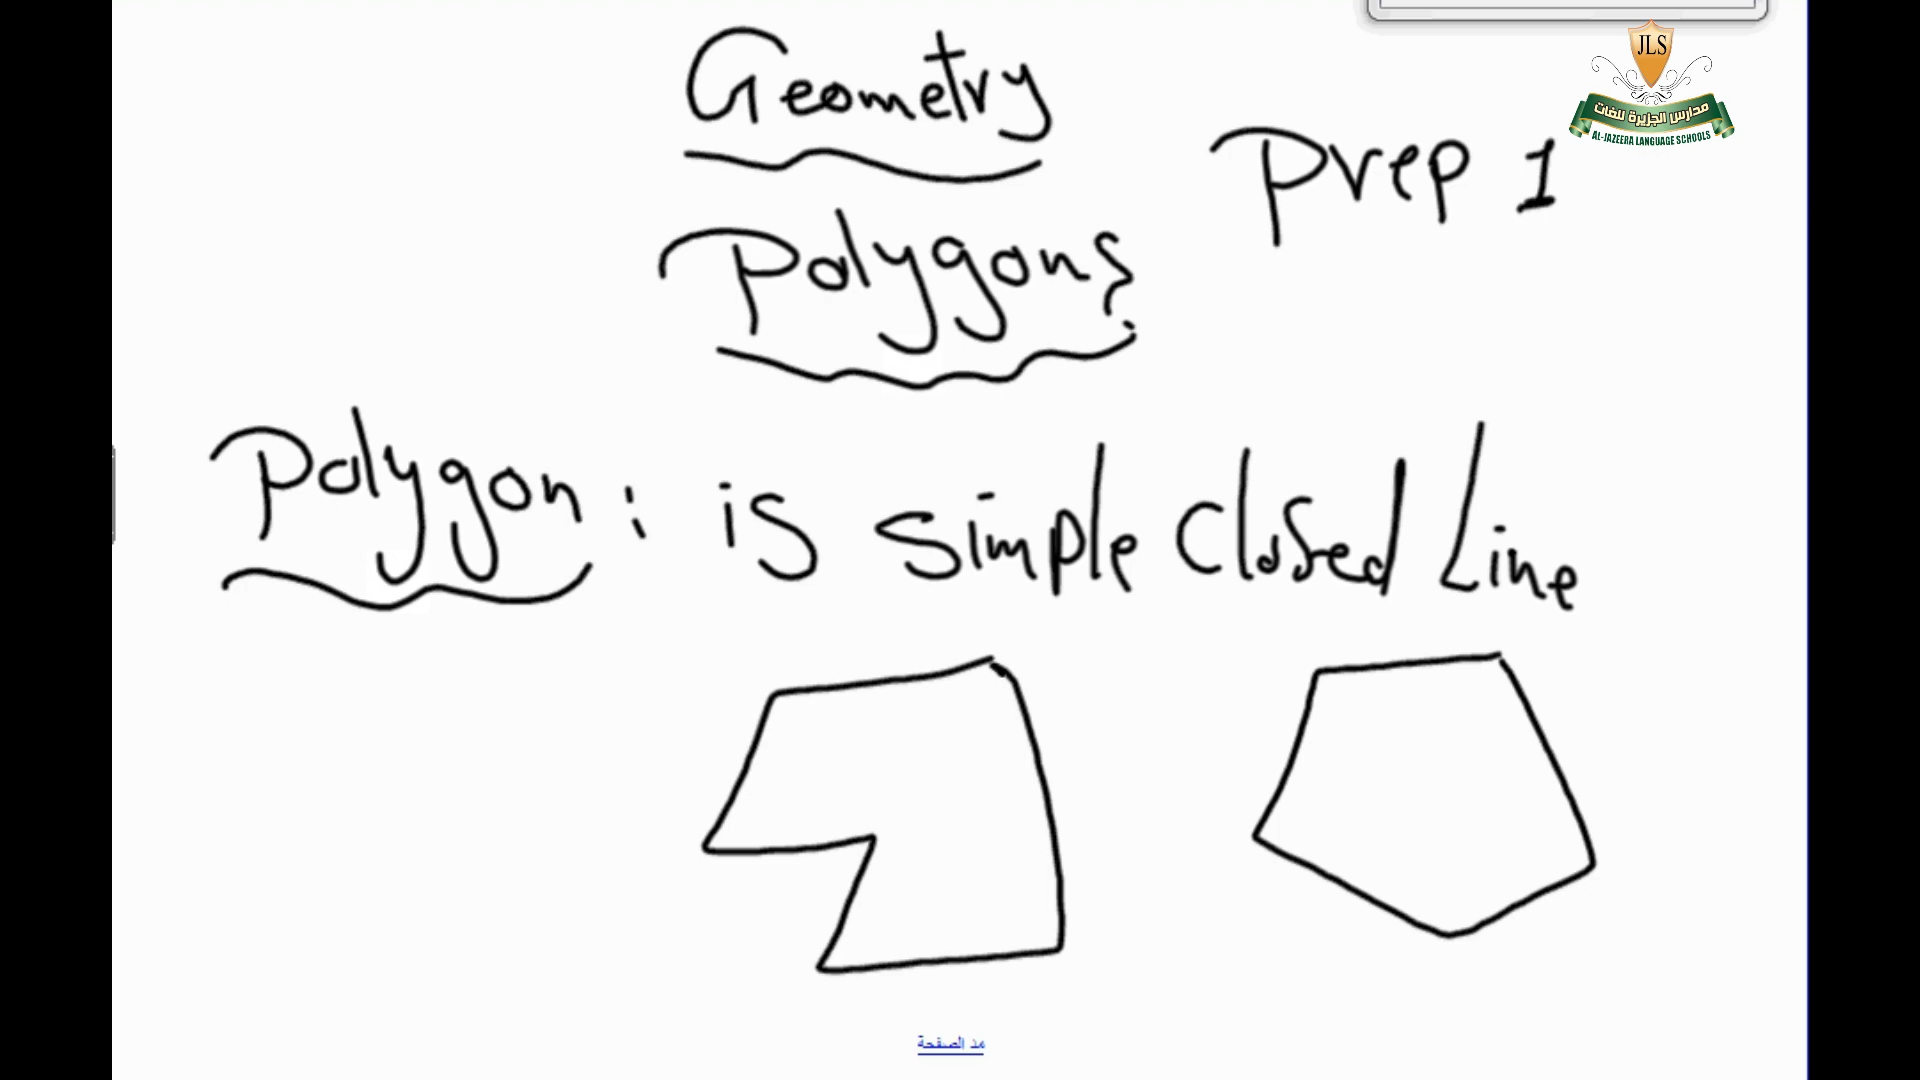 JLS
مدارس الجزيرة للغات
AL-JAZEERA LANGUAGE SCHOOLS
Geometry
Prep 1
Polygons
Polygon : is simple closed Line
مد الصفحة